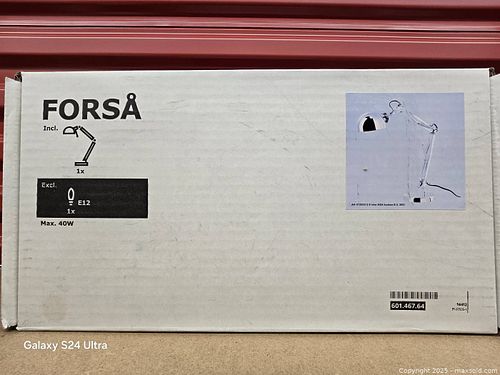 FORSÅ
Incl.
1x
Excl.
E12
1x
Max. 40W
601.467.64
Galaxy S24 Ultra
Copyright © 2025 - maxsold.com